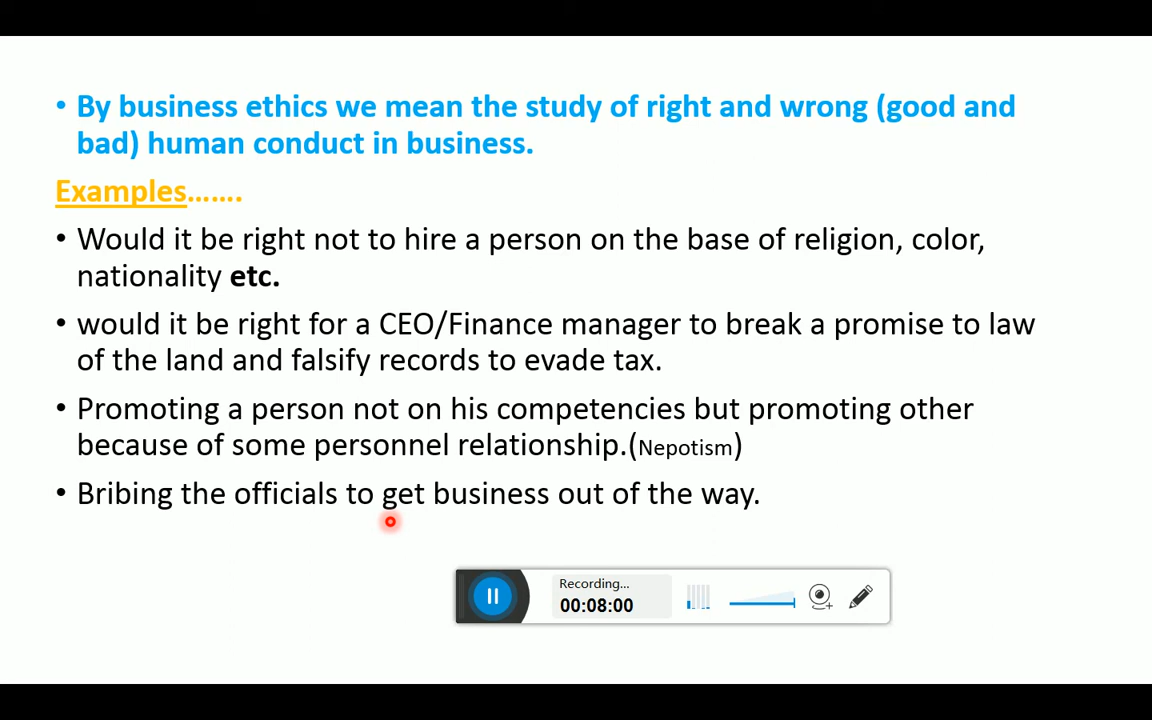 • By business ethics we mean the study of right and wrong (good and
bad) human conduct in business.
Examples…….
• Would it be right not to hire a person on the base of religion, color,
nationality etc.
• would it be right for a CEO/Finance manager to break a promise to law
of the land and falsify records to evade tax.
• Promoting a person not on his competencies but promoting other
because of some personnel relationship.(Nepotism)
• Bribing the officials to get business out of the way.
Recording...
00:08:00